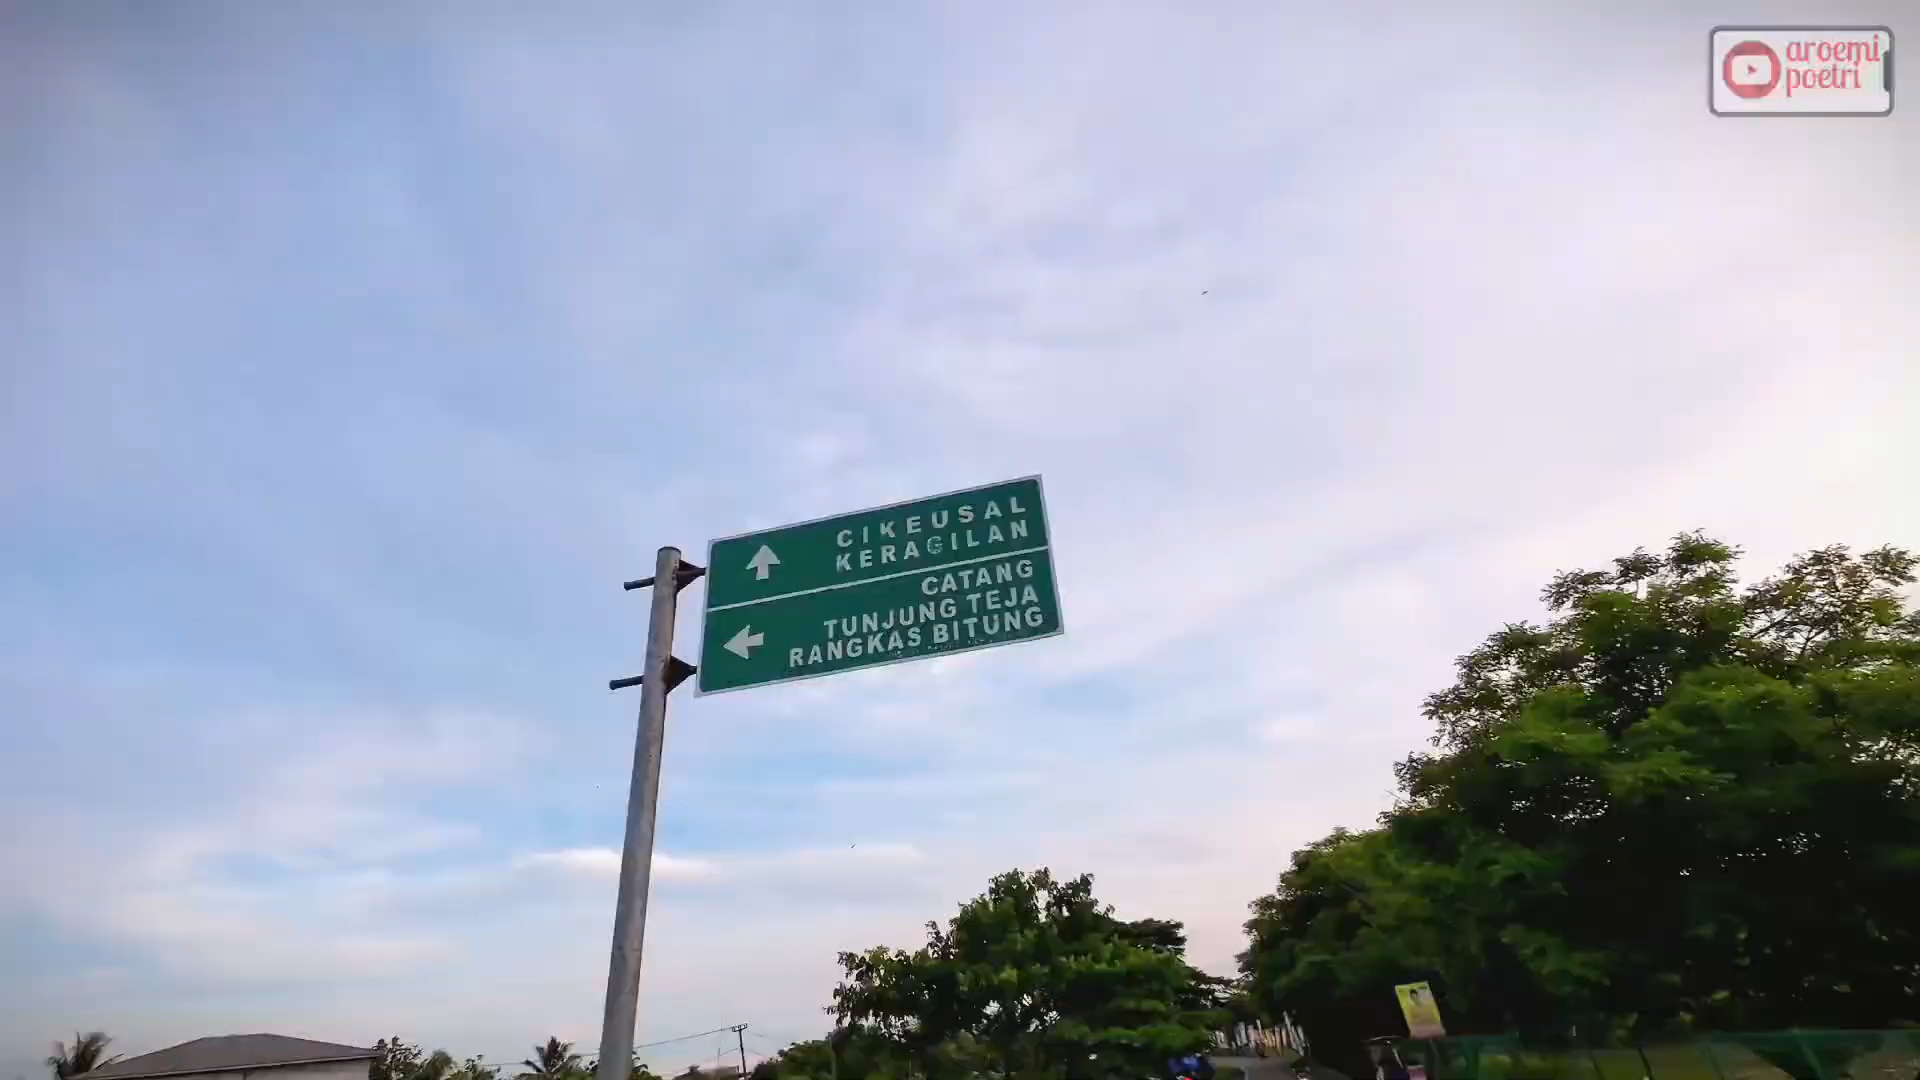 aroemi
poetri
CIKEUSAL
KERAGILAN
CATANG
TUNJUNG TEJA
RANGKAS BITUNG